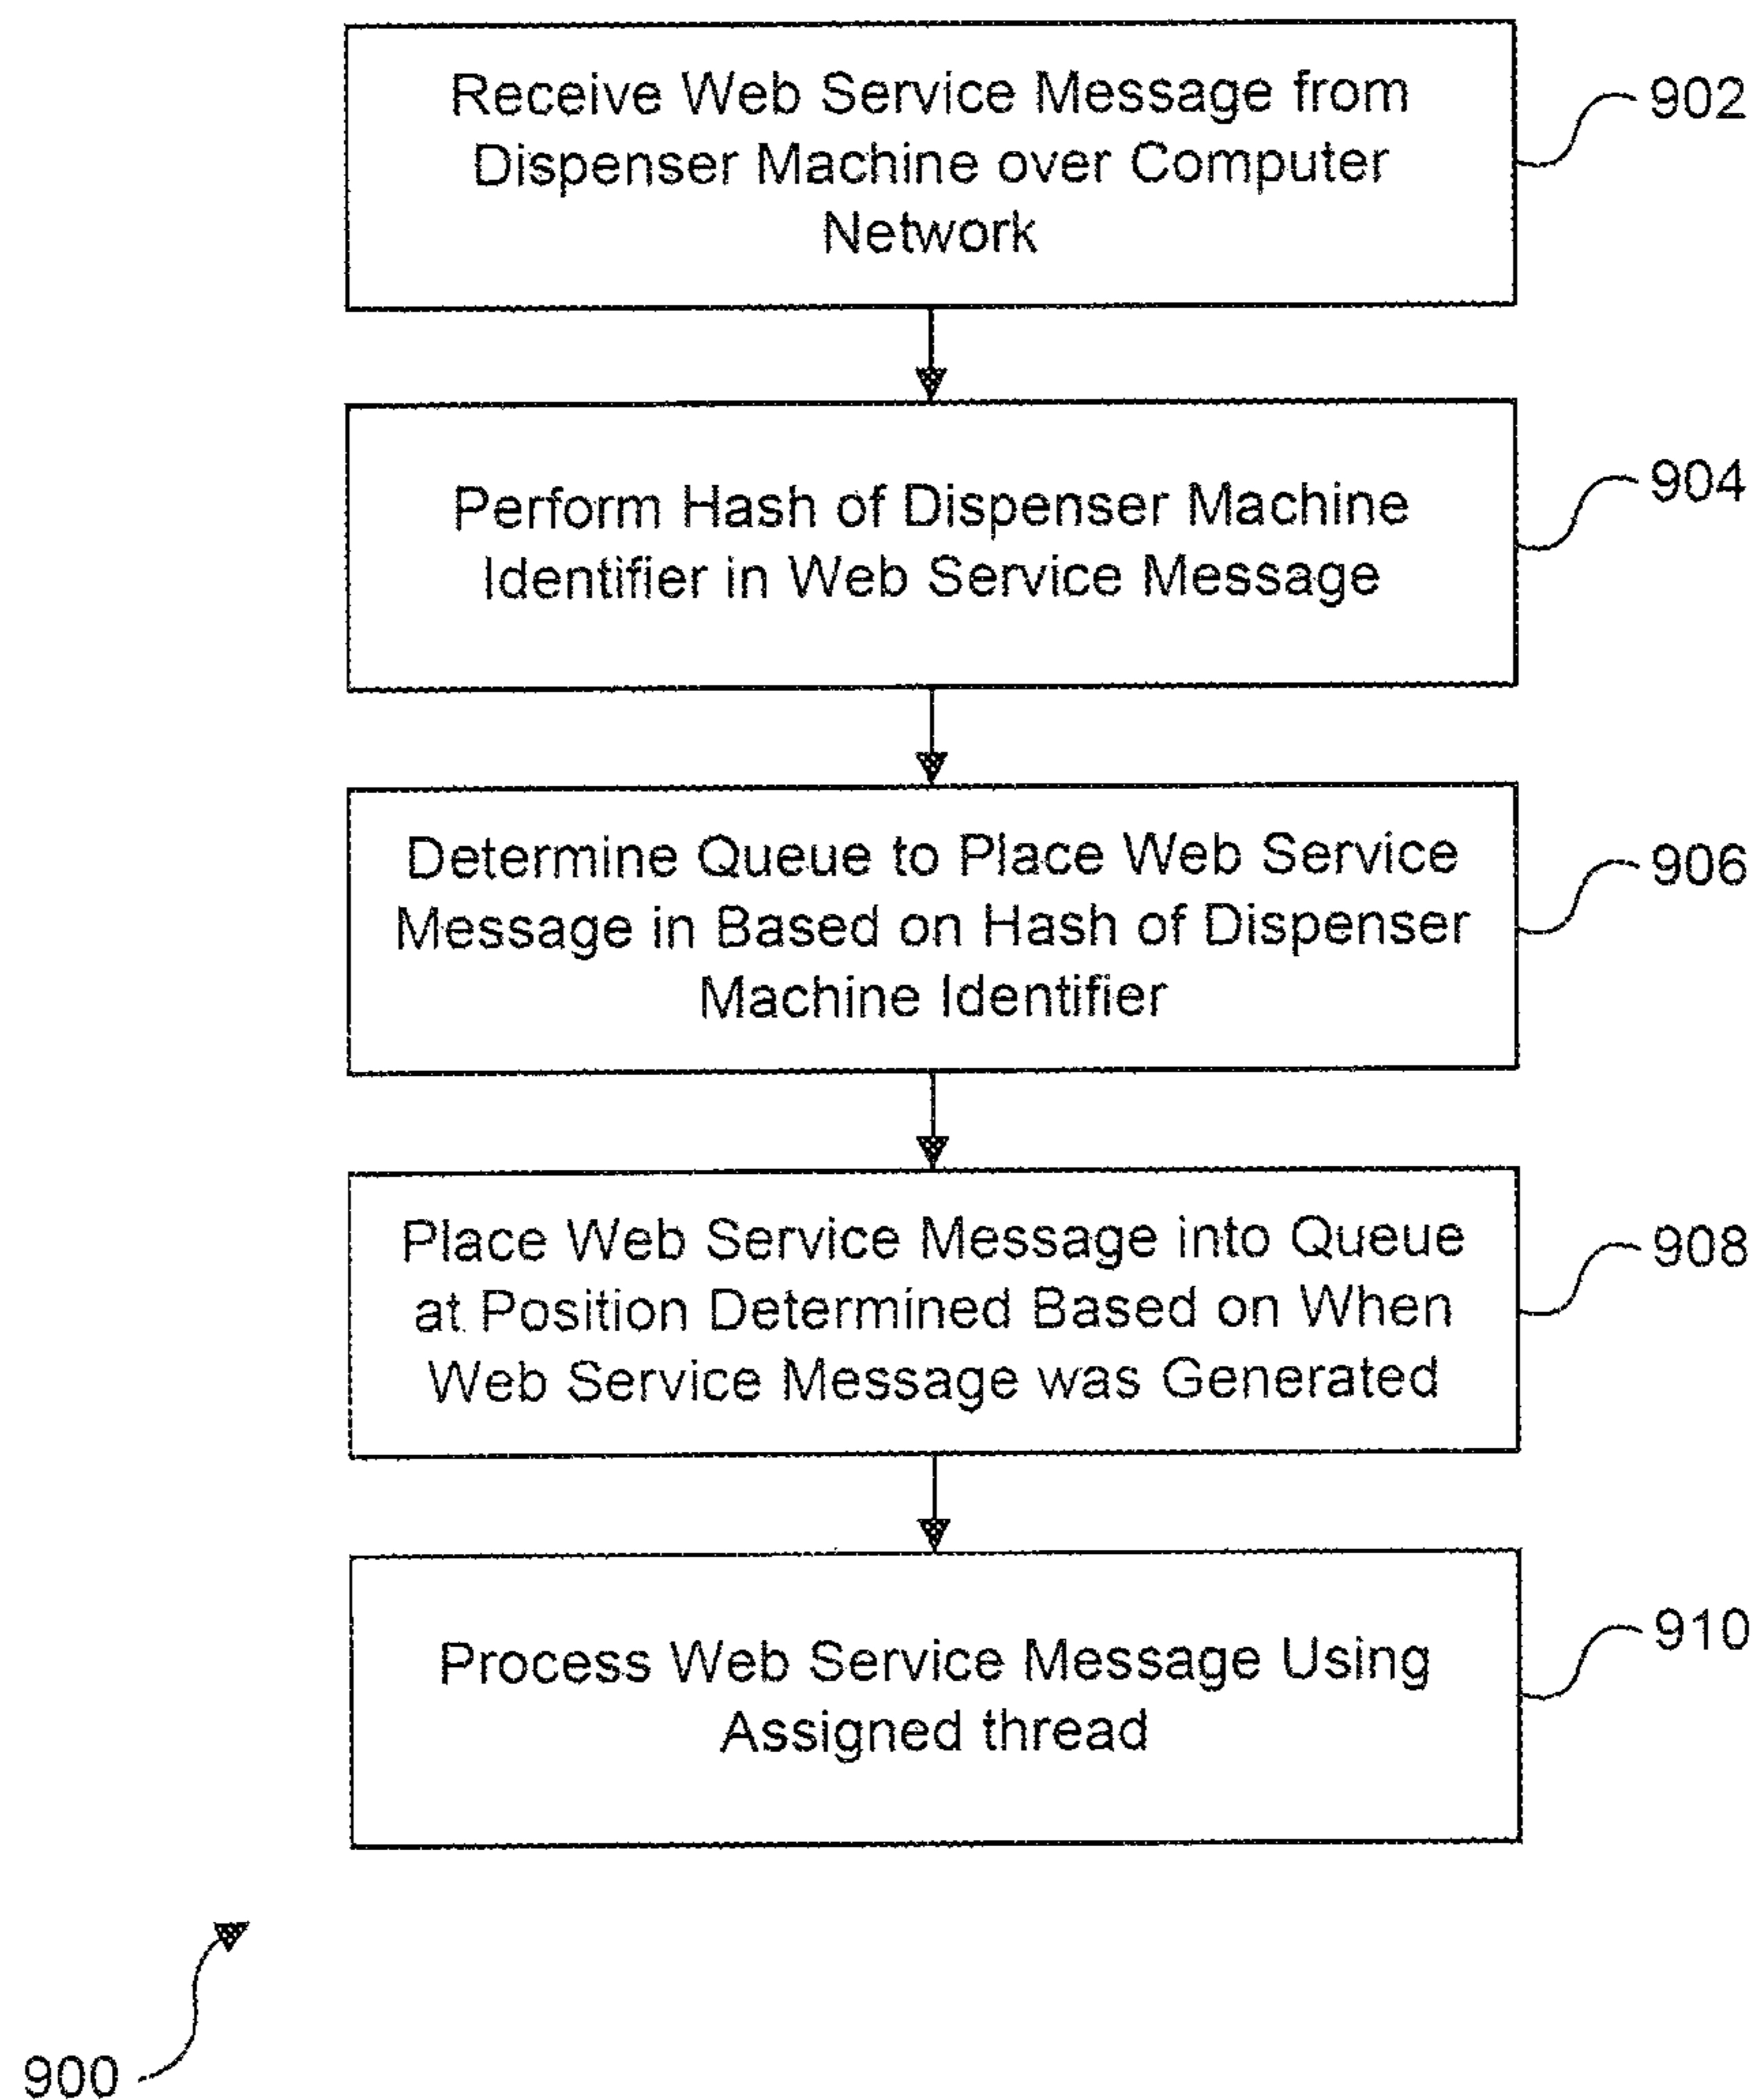 Receive Web Service Message from
Dispenser Machine over Computer
Network
902
Perform Hash of Dispenser Machine
Identifier in Web Service Message
904
Determine Queue to Place Web Service
Message in Based on Hash of Dispenser
Machine Identifier
906
Place Web Service Message into Queue
at Position Determined Based on When
Web Service Message was Generated
908
Process Web Service Message Using
Assigned thread
910
900